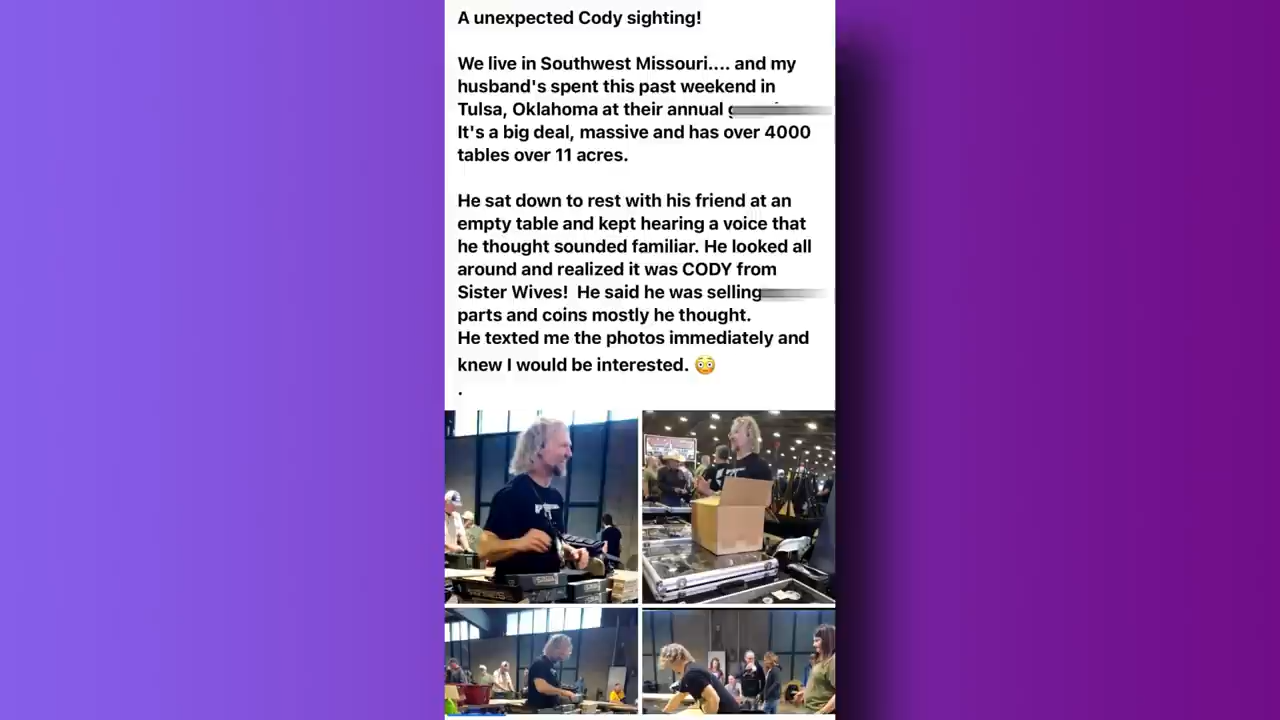 A unexpected Cody sighting!
We live in Southwest Missouri.... and my
husband's spent this past weekend in
Tulsa, Oklahoma at their annual
It's a big deal, massive and has over 4000
tables over 11 acres.
He sat down to rest with his friend at an
empty table and kept hearing a voice that
he thought sounded familiar. He looked all
around and realized it was CODY from
Sister Wives! He said he was selling
parts and coins mostly he thought.
He texted me the photos immediately and
knew I would be interested. 😳
.